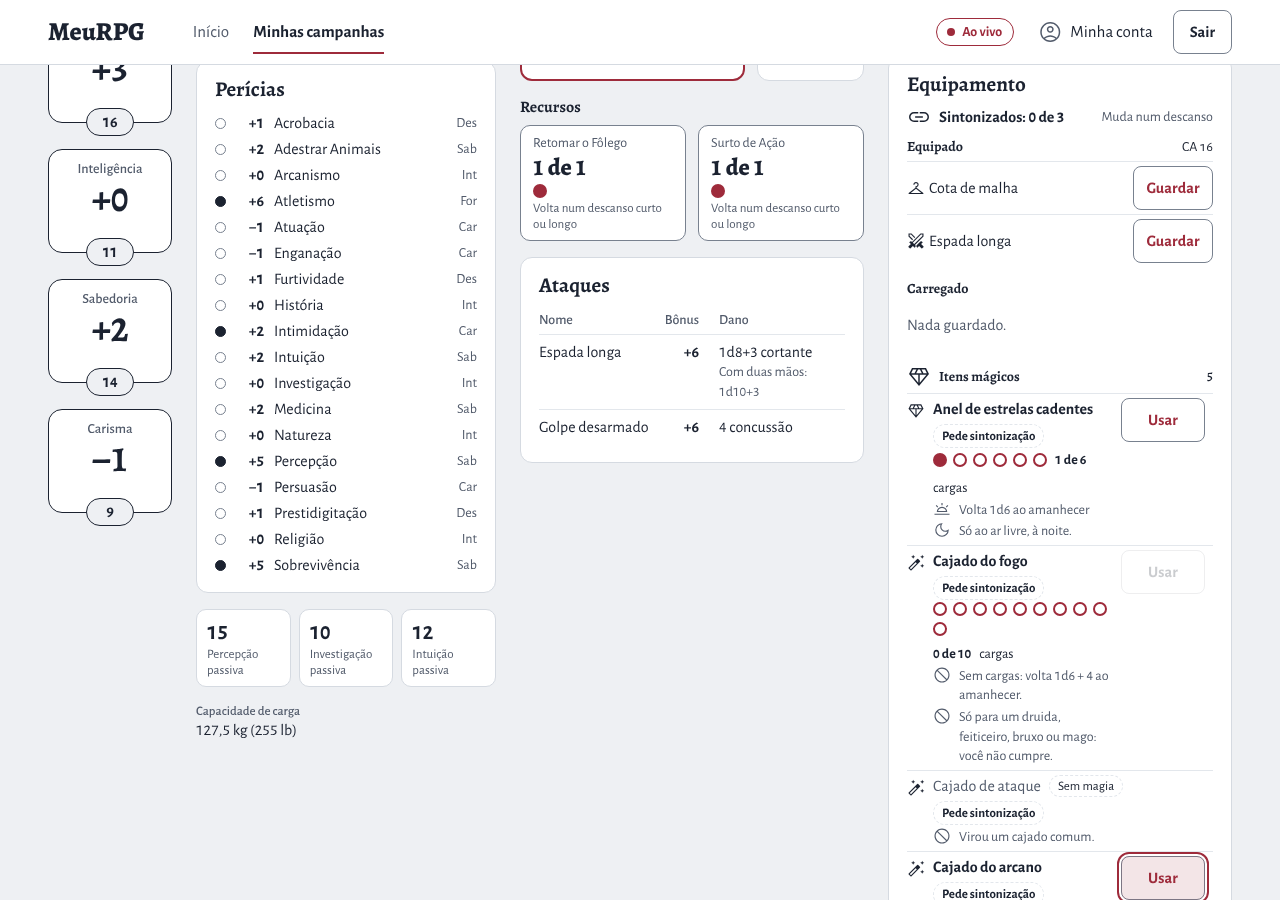 MeuRPG
Início
Minhas campanhas
Ao vivo
Minha conta
Sair
+3
16
Inteligência
+0
11
Sabedoria
+2
14
Carisma
−1
9
Perícias
+1 Acrobacia Des
+2 Adestrar Animais Sab
+0 Arcanismo Int
+6 Atletismo For
−1 Atuação Car
−1 Enganação Car
+1 Furtividade Des
+0 História Int
+2 Intimidação Car
+2 Intuição Sab
+0 Investigação Int
+2 Medicina Sab
+0 Natureza Int
+5 Percepção Sab
−1 Persuasão Car
+1 Prestidigitação Des
+0 Religião Int
+5 Sobrevivência Sab
15
Percepção
passiva
10
Investigação
passiva
12
Intuição
passiva
Capacidade de carga
127,5 kg (255 lb)
Recursos
Retomar o Fôlego
1 de 1
Volta num descanso curto
ou longo
Surto de Ação
1 de 1
Volta num descanso curto
ou longo
Ataques
Nome Bônus Dano
Espada longa +6 1d8+3 cortante
Com duas mãos:
1d10+3
Golpe desarmado +6 4 concussão
Equipamento
Sintonizados: 0 de 3 Muda num descanso
Equipado CA 16
Cota de malha Guardar
Espada longa Guardar
Carregado
Nada guardado.
Itens mágicos 5
Anel de estrelas cadentes Usar
Pede sintonização
1 de 6
cargas
Volta 1d6 ao amanhecer
Só ao ar livre, à noite.
Cajado do fogo Usar
Pede sintonização
0 de 10 cargas
Sem cargas: volta 1d6 + 4 ao
amanhecer.
Só para um druida,
feiticeiro, bruxo ou mago:
você não cumpre.
Cajado de ataque Sem magia
Pede sintonização
Virou um cajado comum.
Cajado do arcano Usar
Pede sintonização